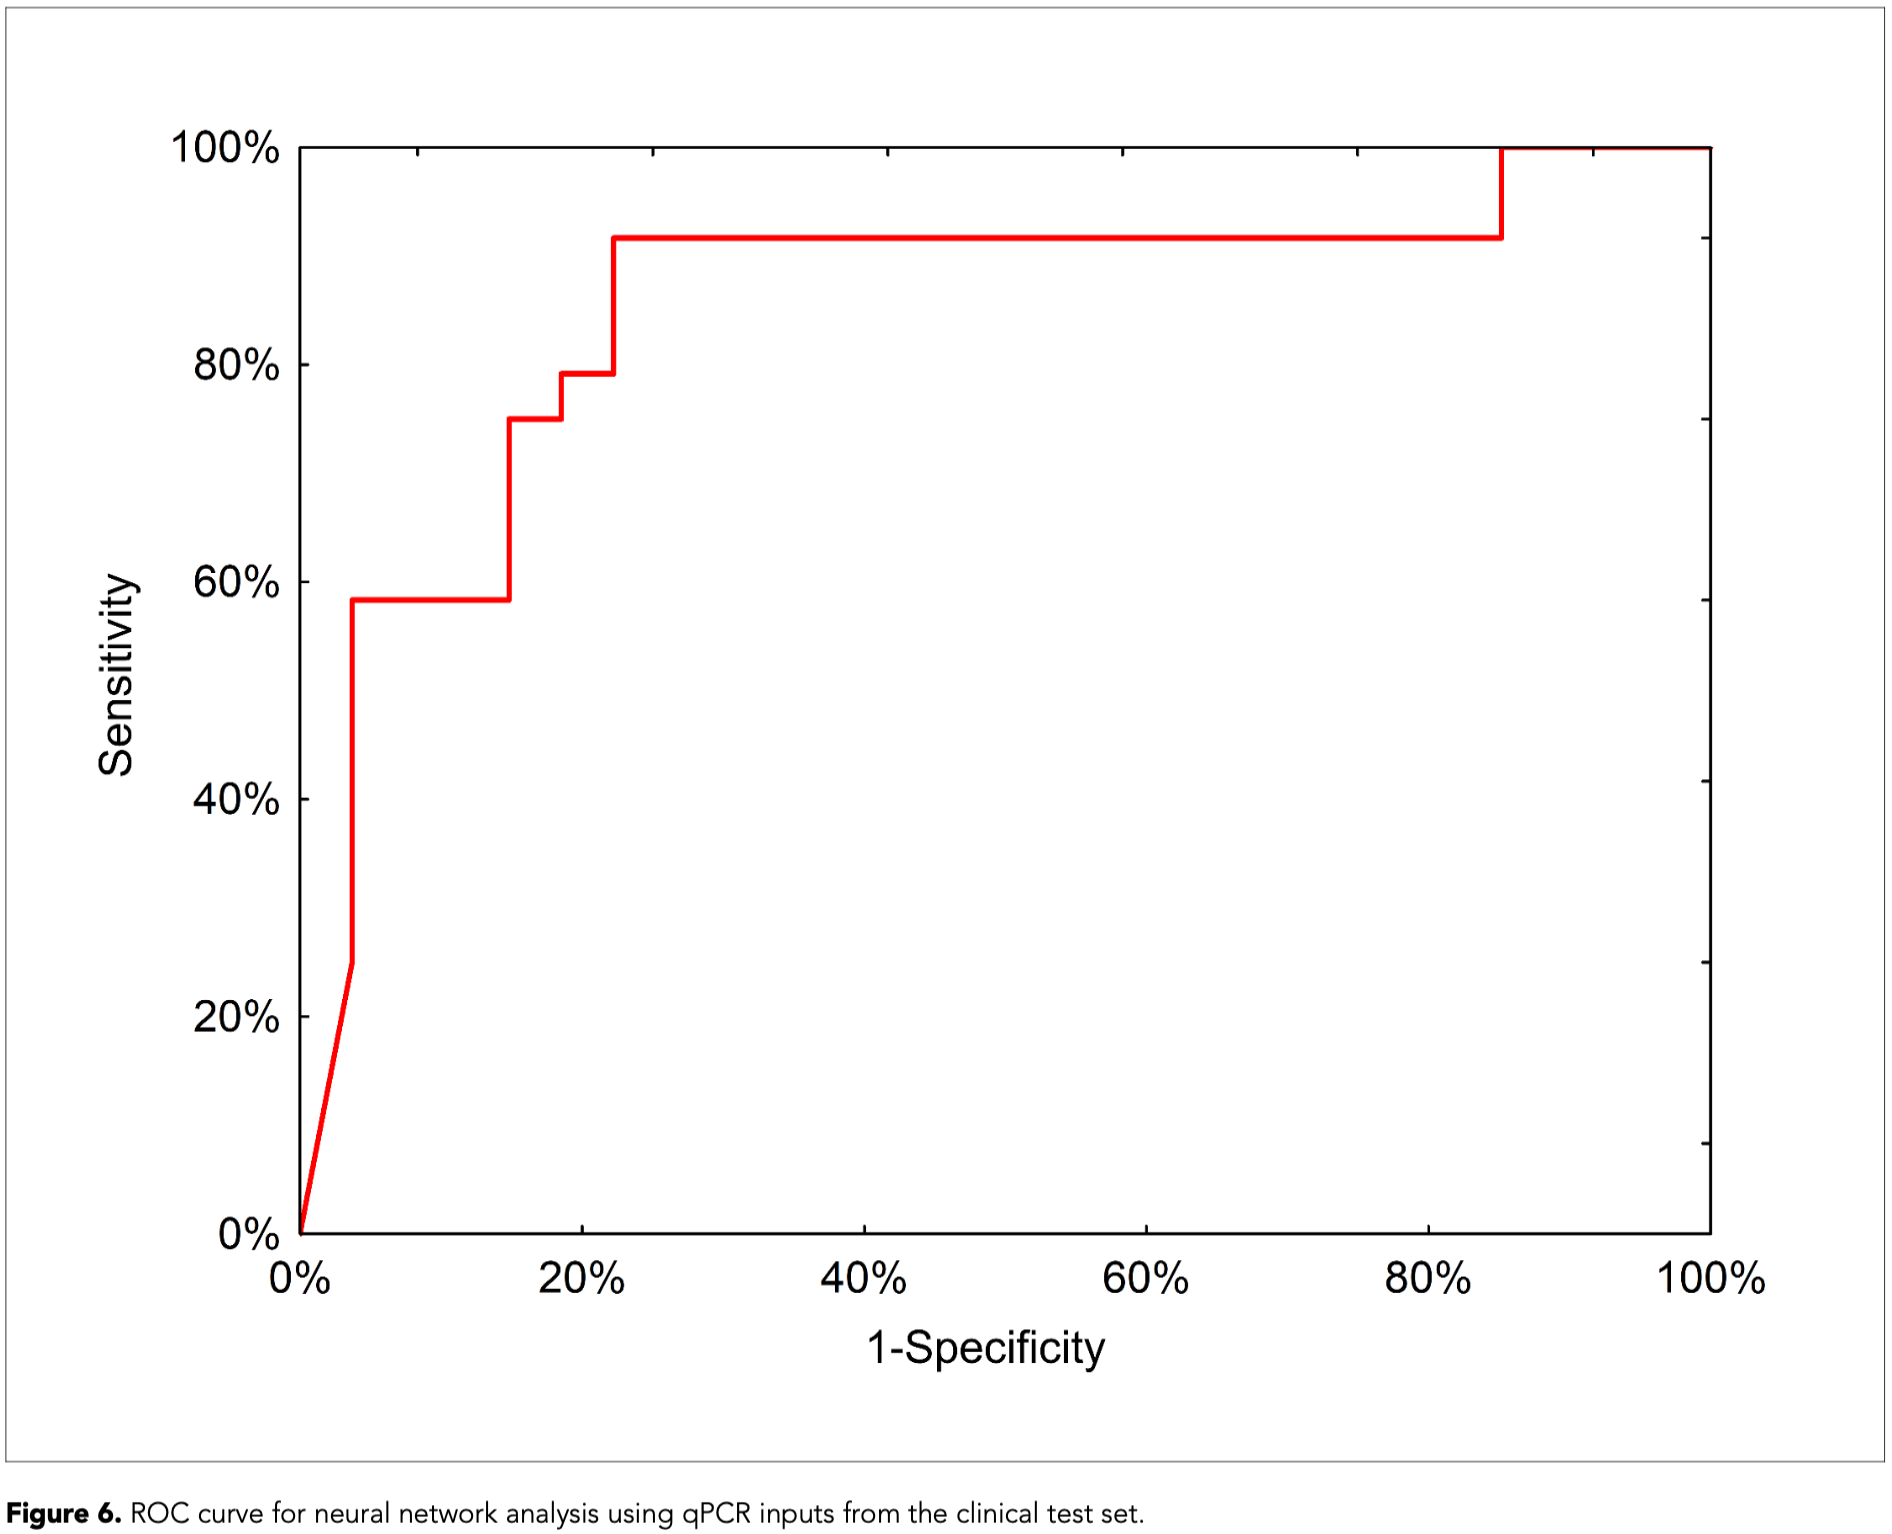 100%
80%
60%
40%
20%
0%
Sensitivity
0% 20% 40% 60% 80% 100%
1-Specificity
Figure 6. ROC curve for neural network analysis using qPCR inputs from the clinical test set.